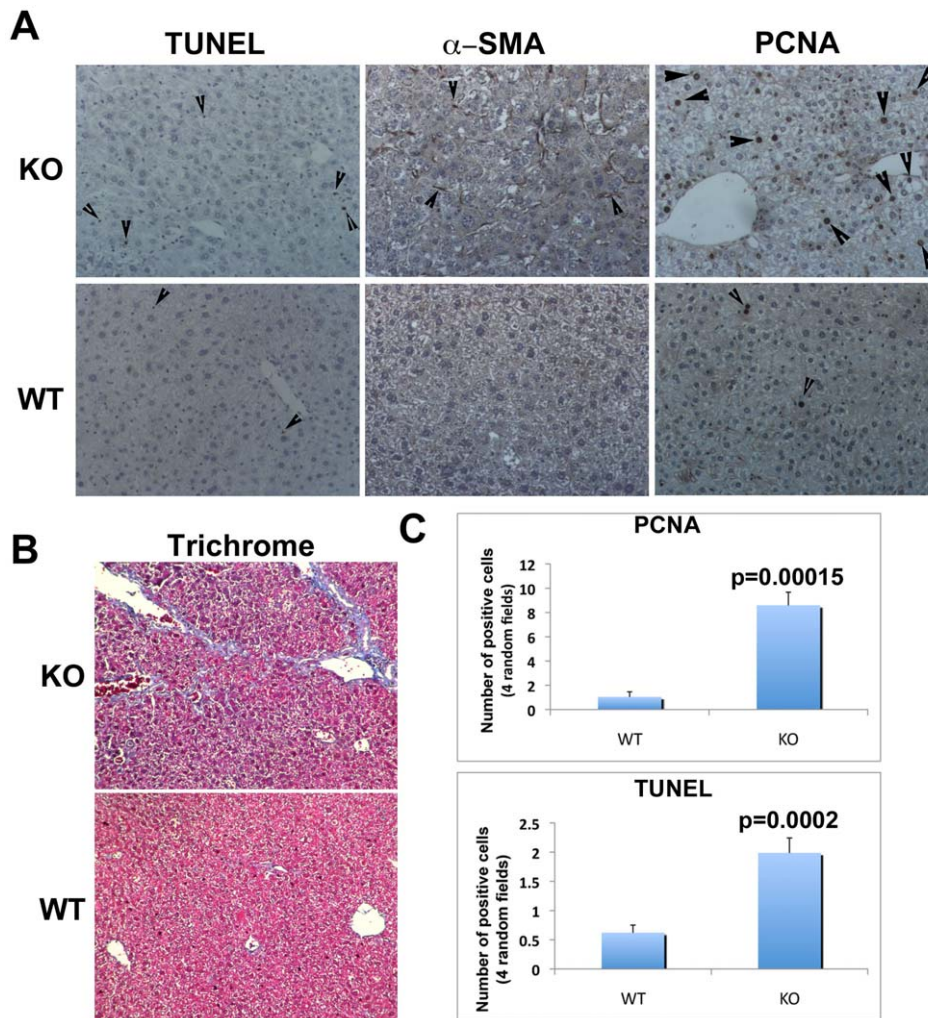 A
TUNEL
α-SMA
PCNA
KO
WT
B
Trichrome
KO
WT
C
PCNA
Number of positive cells
(4 random fields)
12
10
8
6
4
2
0
p=0.00015
WT
KO
TUNEL
Number of positive cells
(4 random fields)
2.5
2
1.5
1
0.5
0
p=0.0002
WT
KO